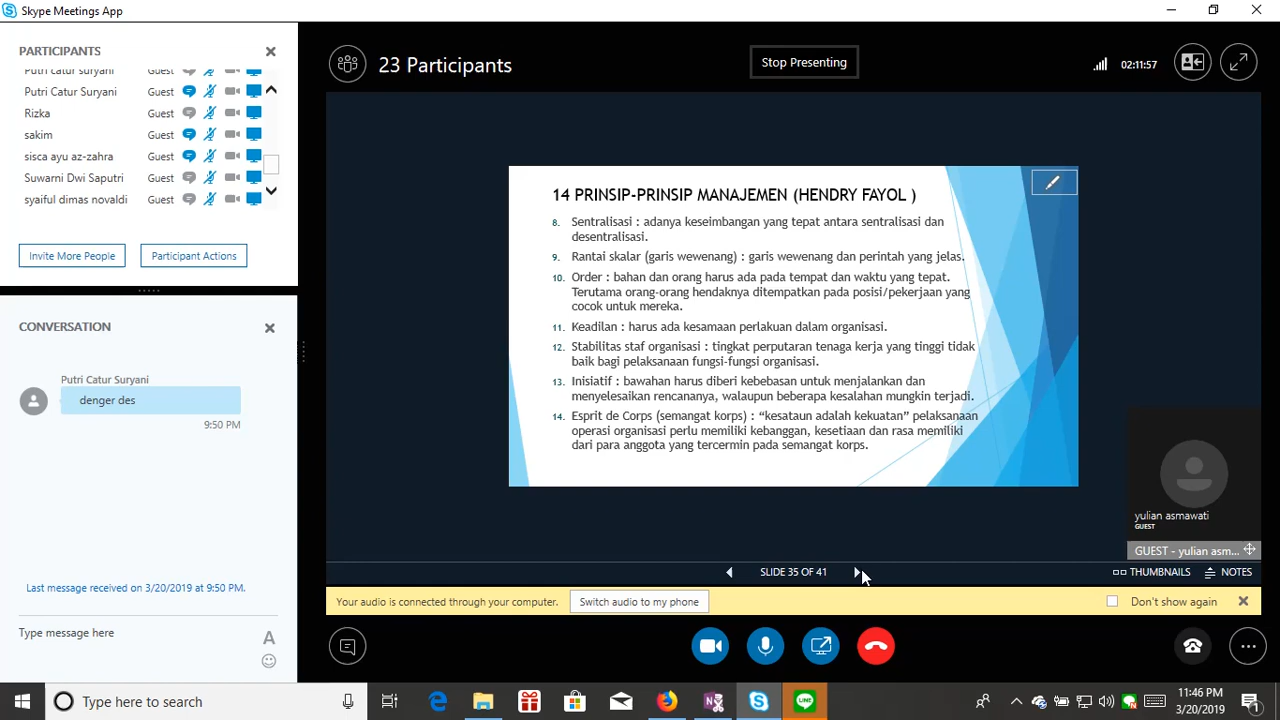 Skype Meetings App
PARTICIPANTS
Putri catur suryani Guest
Putri Catur Suryani Guest
Rizka Guest
sakim Guest
sisca ayu az-zahra Guest
Suwarni Dwi Saputri Guest
syaiful dimas novaldi Guest
Invite More People
Participant Actions
CONVERSATION
Putri Catur Suryani
denger des
9:50 PM
Last message received on 3/20/2019 at 9:50 PM.
Type message here
A
23 Participants
Stop Presenting
02:11:57
14 PRINSIP-PRINSIP MANAJEMEN (HENDRY FAYOL )
8. Sentralisasi : adanya keseimbangan yang tepat antara sentralisasi dan
desentralisasi.
9. Rantai skalar (garis wewenang) : garis wewenang dan perintah yang jelas.
10. Order : bahan dan orang harus ada pada tempat dan waktu yang tepat.
Terutama orang-orang hendaknya ditempatkan pada posisi/pekerjaan yang
cocok untuk mereka.
11. Keadilan : harus ada kesamaan perlakuan dalam organisasi.
12. Stabilitas staf organisasi : tingkat perputaran tenaga kerja yang tinggi tidak
baik bagi pelaksanaan fungsi-fungsi organisasi.
13. Inisiatif : bawahan harus diberi kebebasan untuk menjalankan dan
menyelesaikan rencananya, walaupun beberapa kesalahan mungkin terjadi.
14. Esprit de Corps (semangat korps) : “kesataun adalah kekuatan” pelaksanaan
operasi organisasi perlu memiliki kebanggan, kesetiaan dan rasa memiliki
dari para anggota yang tercermin pada semangat korps.
yulian asmawati
GUEST
GUEST - yulian asm...
SLIDE 35 OF 41
THUMBNAILS
NOTES
Your audio is connected through your computer.
Switch audio to my phone
Don't show again
Type here to search
11:46 PM
3/20/2019
1